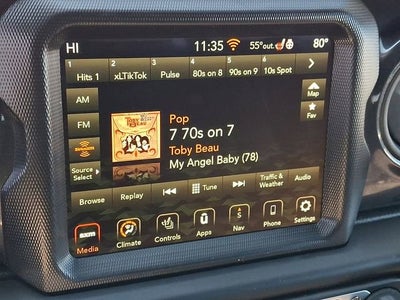 HI 11:35 55°out. 80°
1 Hits 1 2 xLTikTok 3 Pulse 4 80s on 8 5 90s on 9 6 10s Spot
AM
FM
Source Select
Toby Beau
Pop
7 70s on 7
Toby Beau
My Angel Baby (78)
Map
Fav
Browse Replay Tune Traffic & Weather Audio
Media Climate Controls Apps Nav Phone Settings